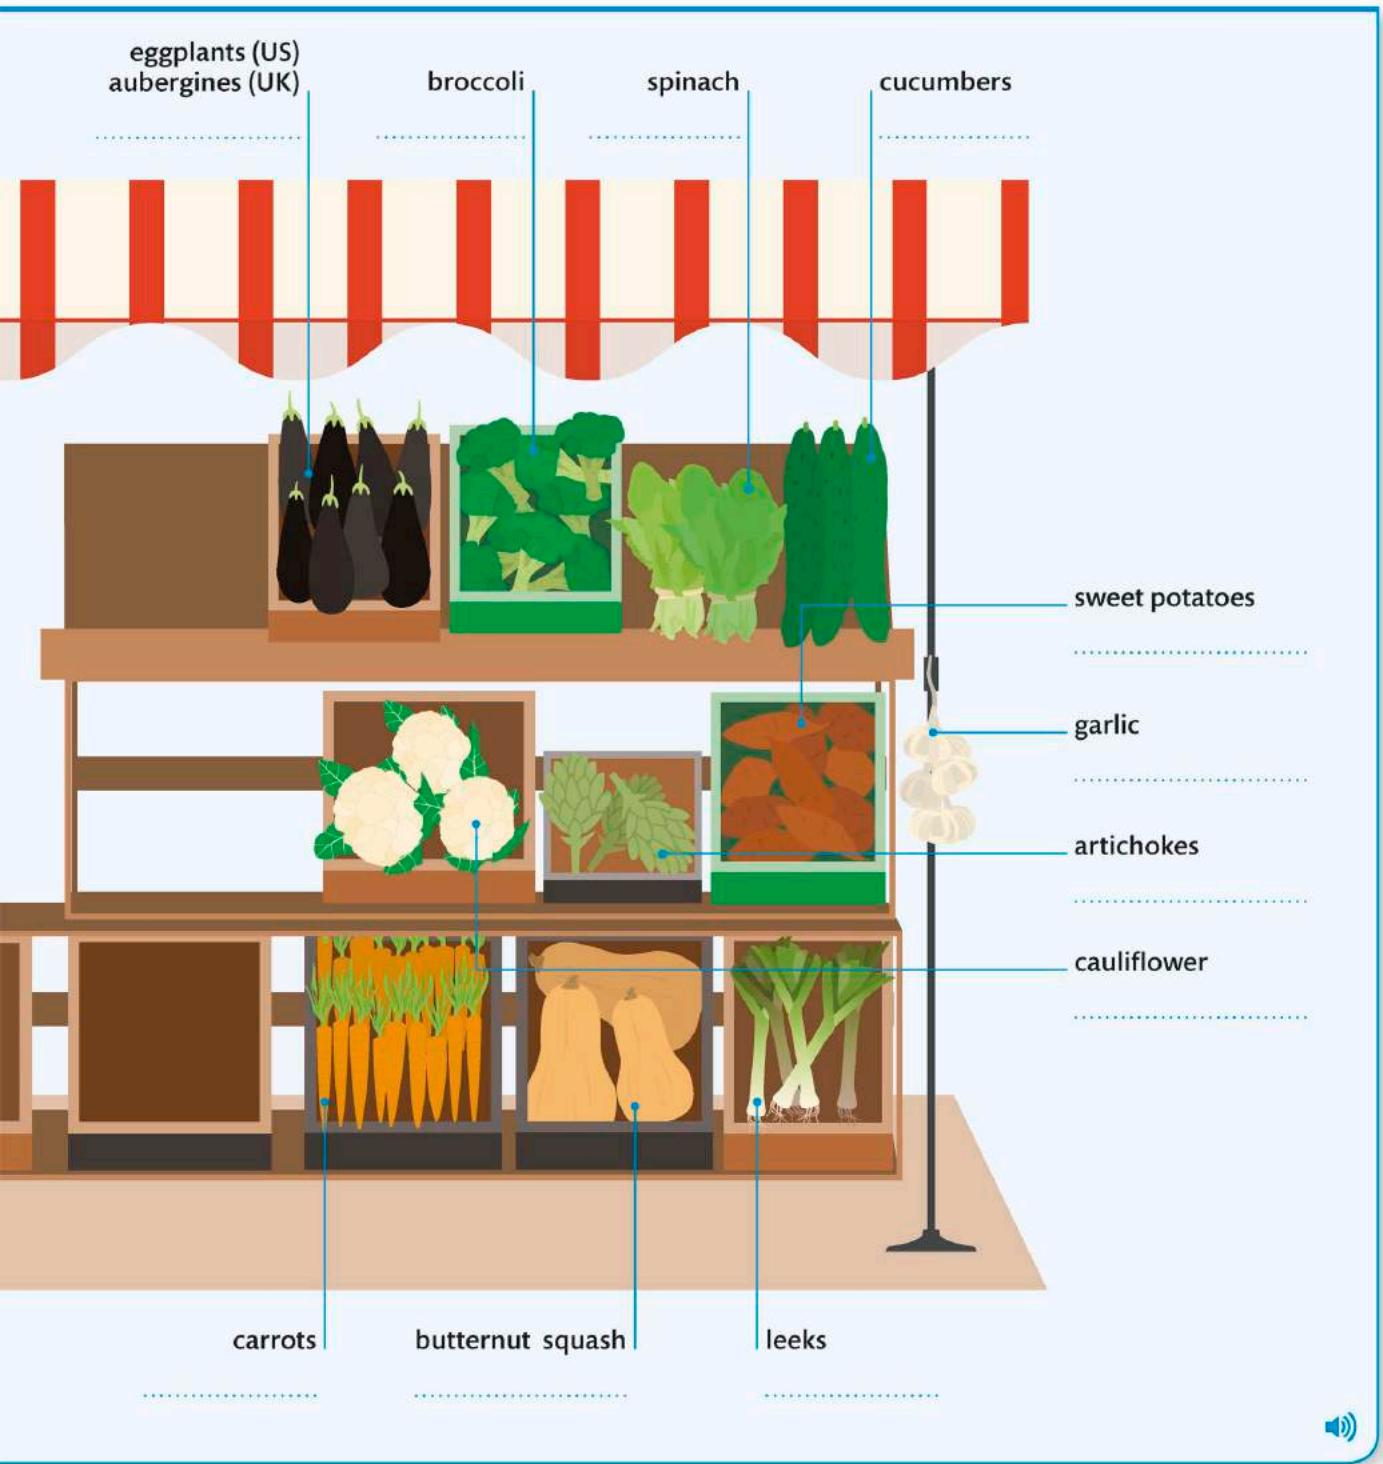 eggplants (US)
aubergines (UK)
broccoli
spinach
cucumbers
sweet potatoes
garlic
artichokes
cauliflower
carrots
butternut squash
leeks